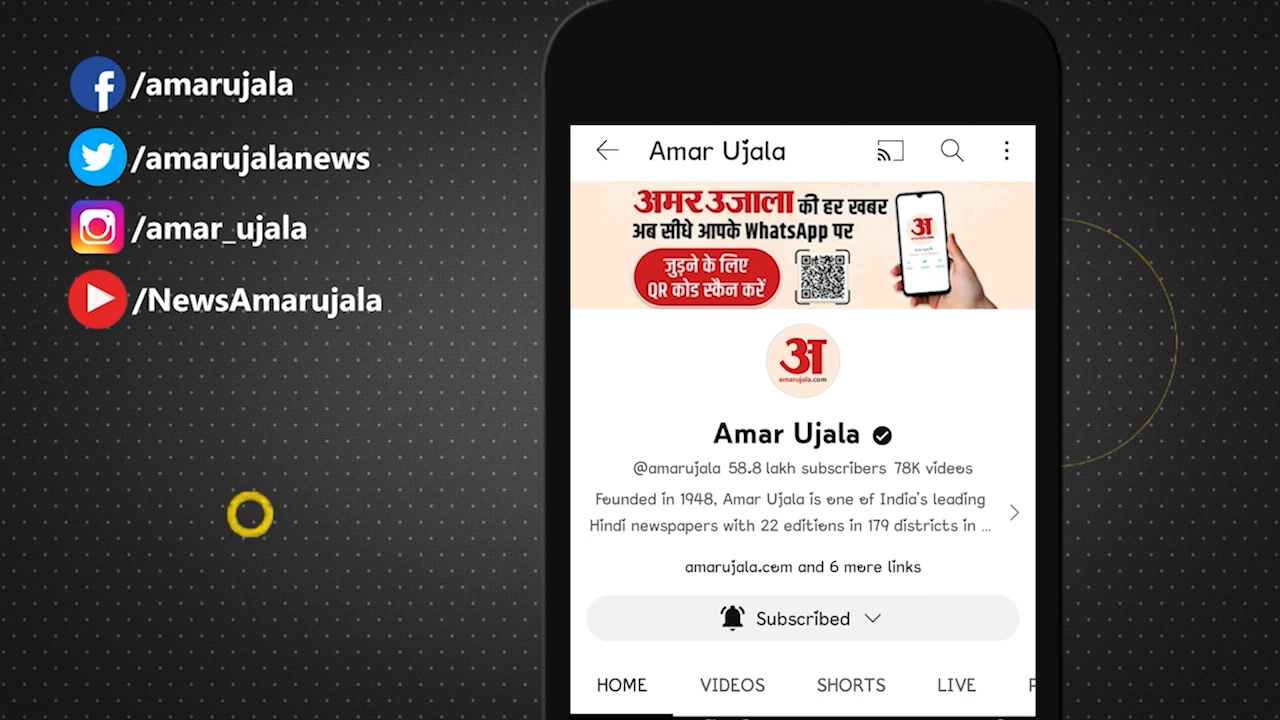 /amarujala
/amarujalanews
/amar_ujala
/NewsAmarujala
Amar Ujala
अमर उजाला की हर खबर
अब सीधे आपके WhatsApp पर
जुड़ने के लिए
QR कोड स्कैन करें
अ
अ
amarujala.com
Amar Ujala
@amarujala 58.8 lakh subscribers 78K videos
Founded in 1948, Amar Ujala is one of India's leading
Hindi newspapers with 22 editions in 179 districts in ...
amarujala.com and 6 more links
Subscribed
HOME VIDEOS SHORTS LIVE